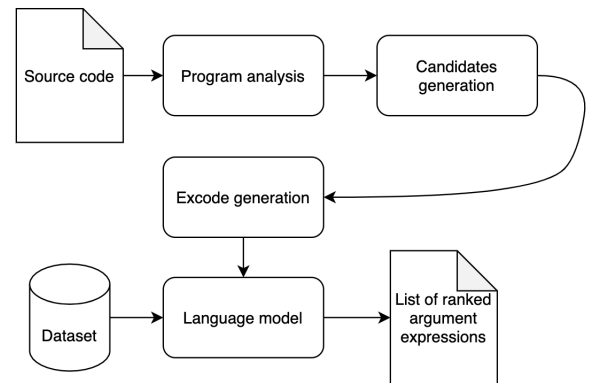 Source code
Program analysis
Candidates
generation
Excode generation
Dataset
Language model
List of ranked
argument
expressions